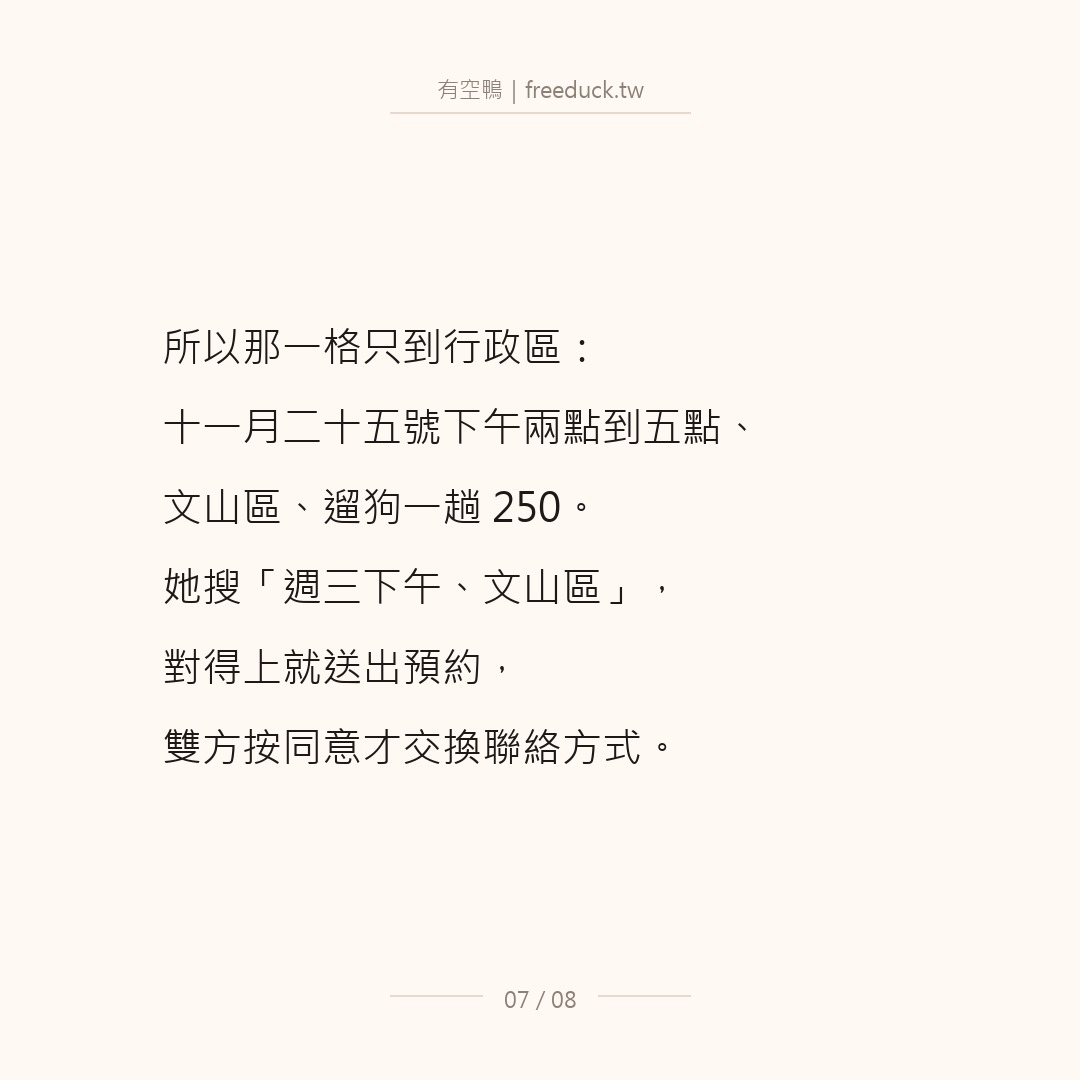 有空鴨｜freeduck.tw
所以那一格只到行政區：
十一月二十五號下午兩點到五點、
文山區、遛狗一趟 250。
她搜「週三下午、文山區」，
對得上就送出預約，
雙方按同意才交換聯絡方式。
07 / 08